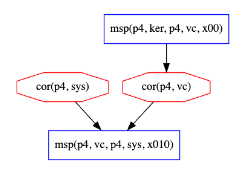 msp(p4, ker, p4, vc, x00)
cor(p4, sys)
cor(p4, vc)
msp(p4, vc, p4, sys, x010)